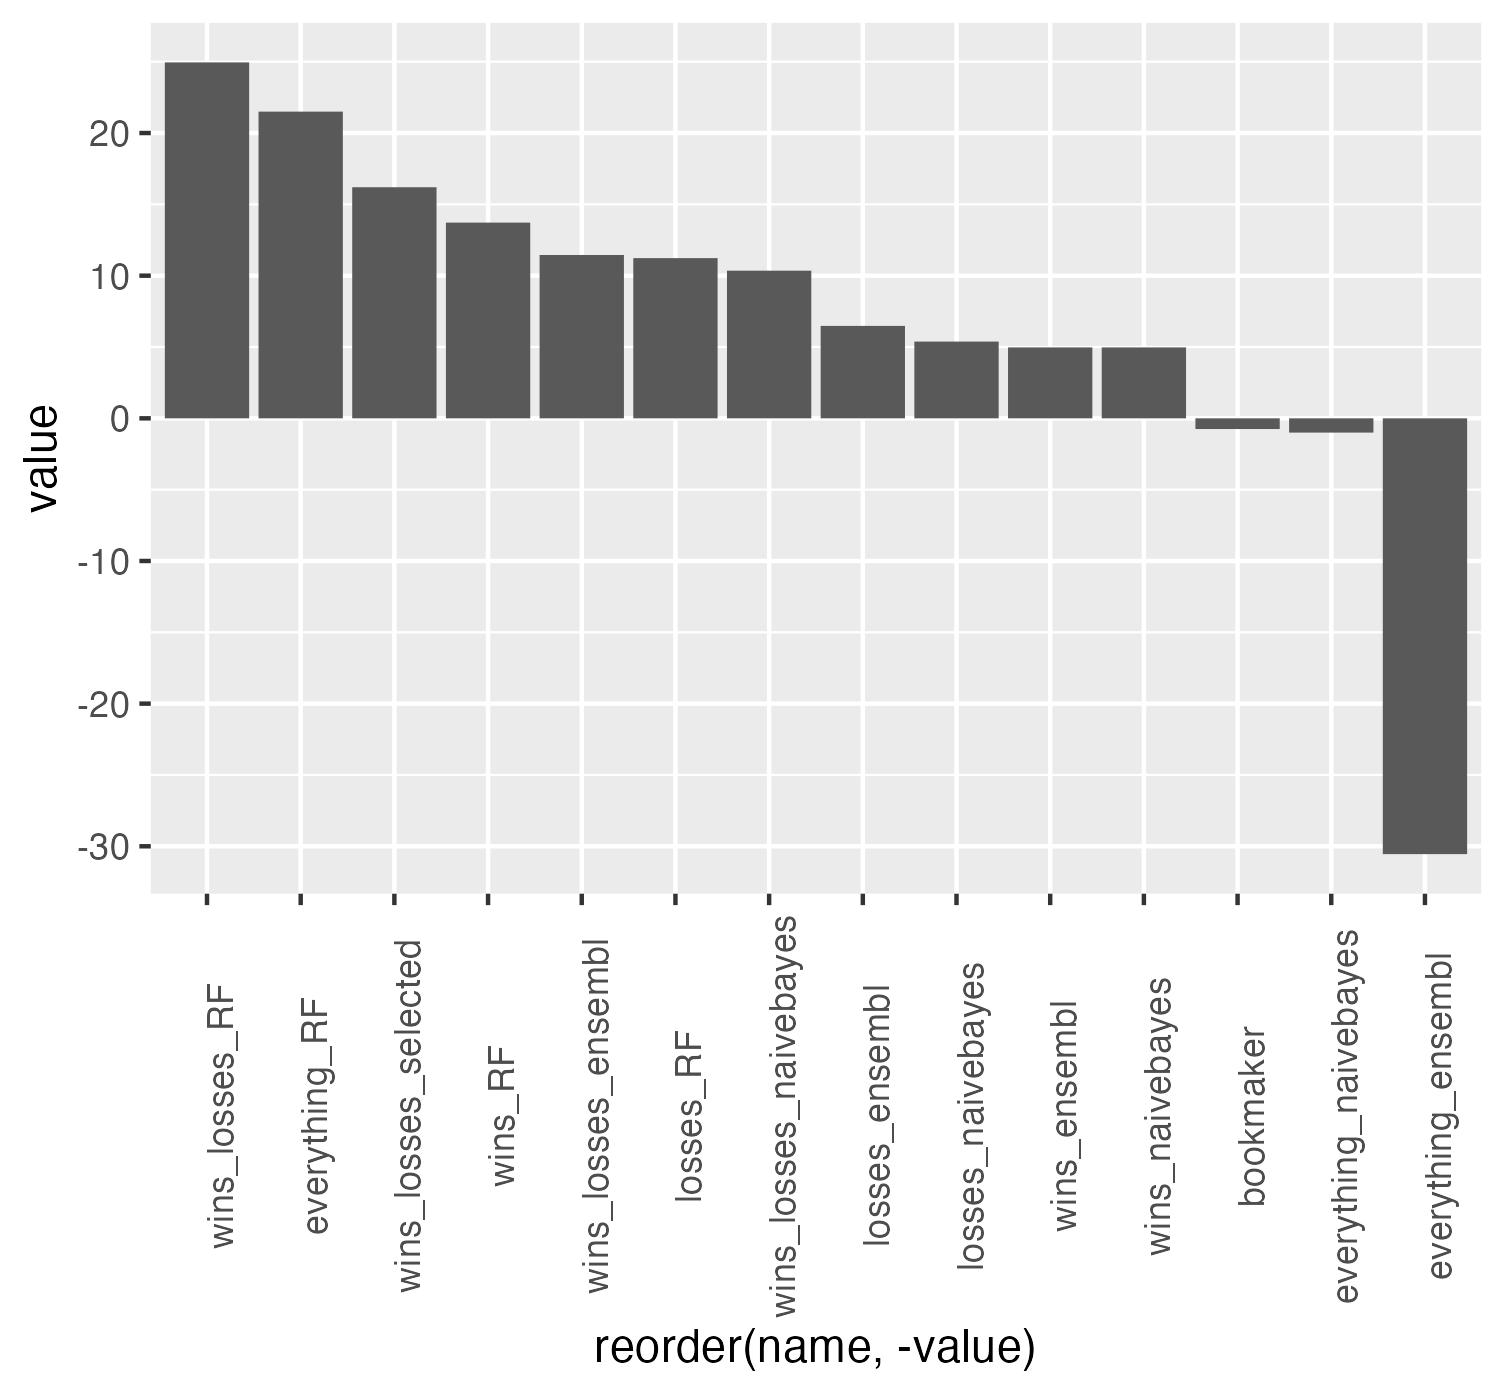 value
20
10
0
-10
-20
-30
wins_losses_RF
everything_RF
wins_losses_selected
wins_RF
wins_losses_ensembl
losses_RF
wins_losses_naivebayes
losses_ensembl
losses_naivebayes
wins_ensembl
wins_naivebayes
bookmaker
everything_naivebayes
everything_ensembl
reorder(name, -value)